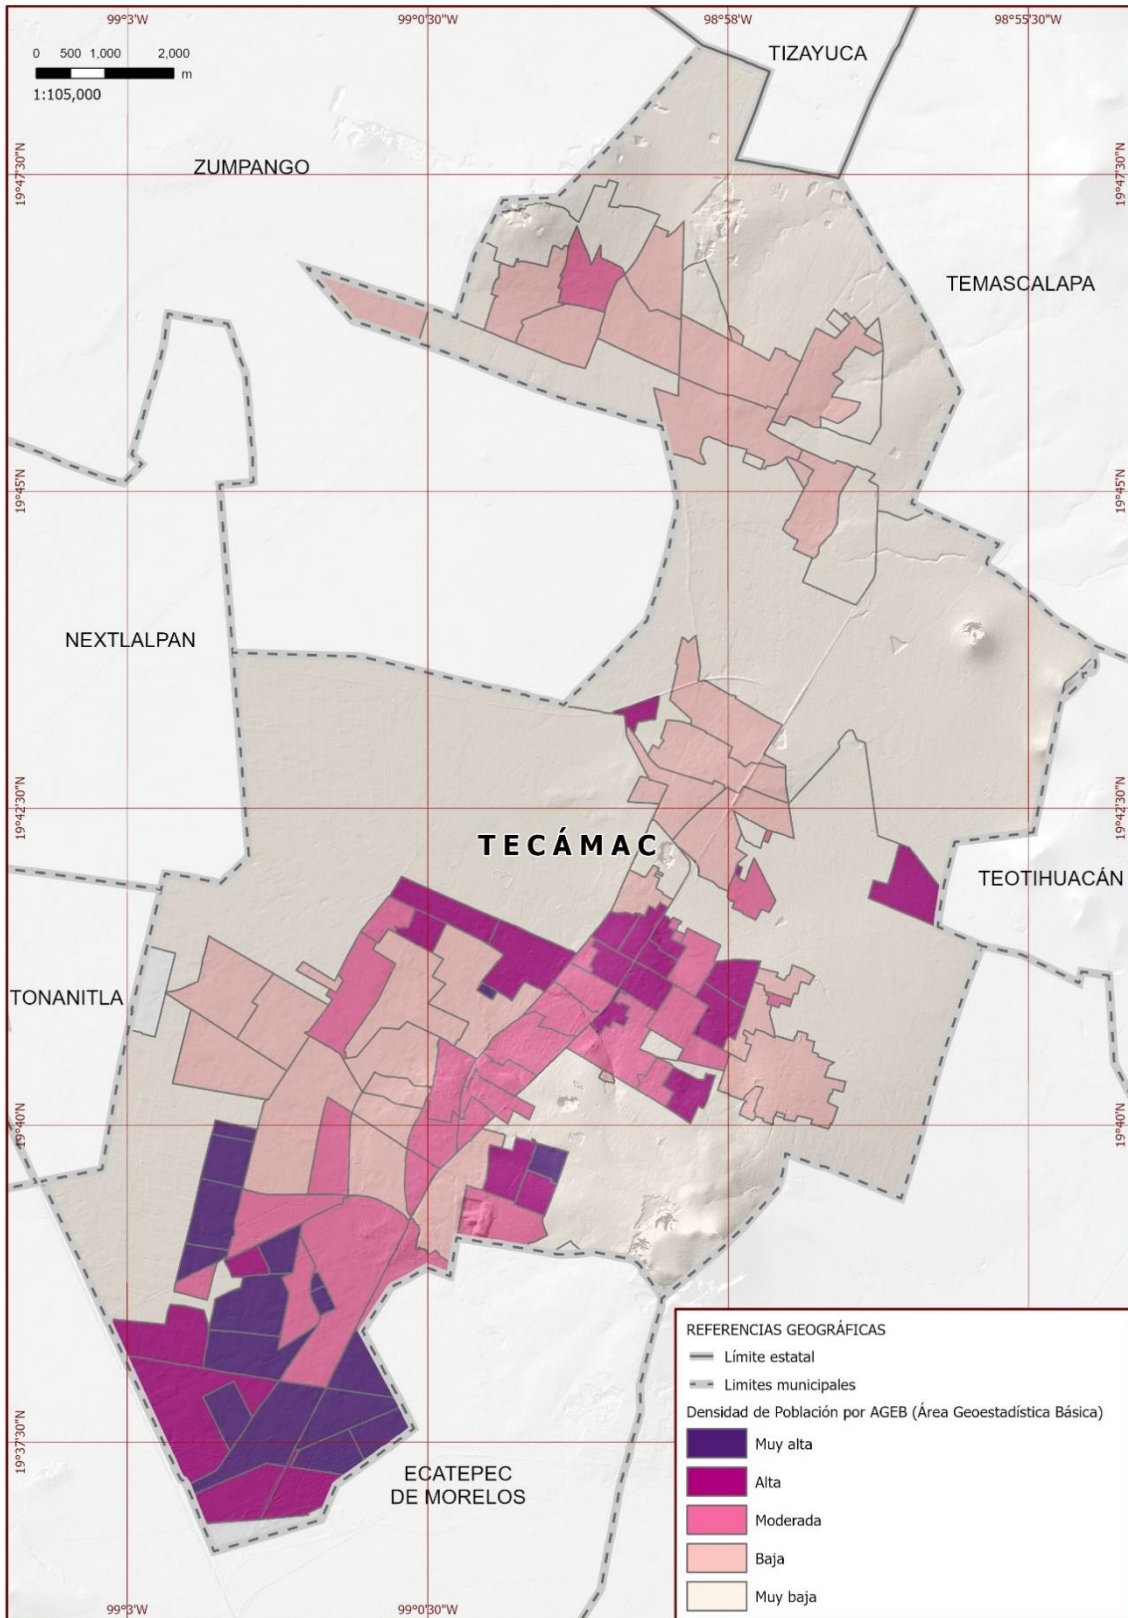 99°3'W
99°0'30"W
98°58'W
98°55'30"W
0 500 1,000 2,000
m
1:105,000
TIZAYUCA
ZUMPANGO
19°47'30"N
19°47'30"N
TEMASCALAPA
19°45'N
19°45'N
NEXTLALPAN
19°42'30"N
19°42'30"N
TECÁMAC
TEOTIHUACÁN
TONANITLA
19°40'N
19°40'N
REFERENCIAS GEOGRÁFICAS
Límite estatal
Limites municipales
Densidad de Población por AGEB (Área Geoestadística Básica)
Muy alta
Alta
Moderada
Baja
Muy baja
19°37'30"N
ECATEPEC
DE MORELOS
99°3'W
99°0'30"W